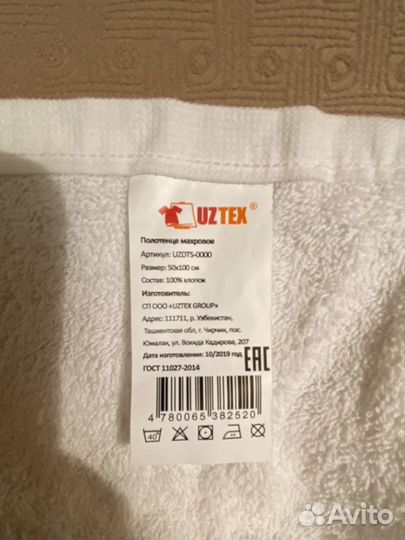 UZTEX®
Полотенце махровое
Артикул: UZDTS-0000
Размер: 50х100 см
Состав: 100% хлопок
Изготовитель:
СП ООО «UZTEX GROUP»
Адрес: 111711, р. Узбекистан,
Ташкентская обл., г. Чирчик, пос.
Юмалак, ул. Вохида Кадирова, 207
Дата изготовления: 10/2019 год
ГОСТ 11027-2014
EAC
4 780065 382520
40°
Avito